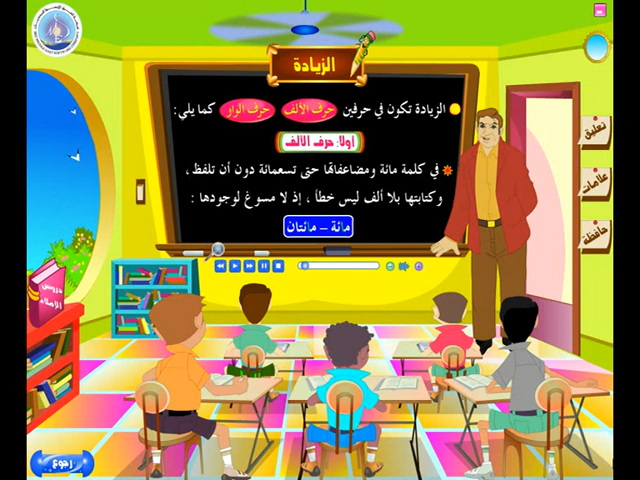 الزيادة
الزيادة تكون في حرفين حرف الألف حرف الواو كما يلي:
أولا: حرف الألف
في كلمة مائة ومضاعفاتها حتى تسعمائة دون أن تلفظ ،
وكتابتها بلا ألف ليس خطأ ، إذ لا مسوغ لوجودها :
مائة - مائتان
تعليق
علامات
حافظة
دروس
الإملاء
رجوع